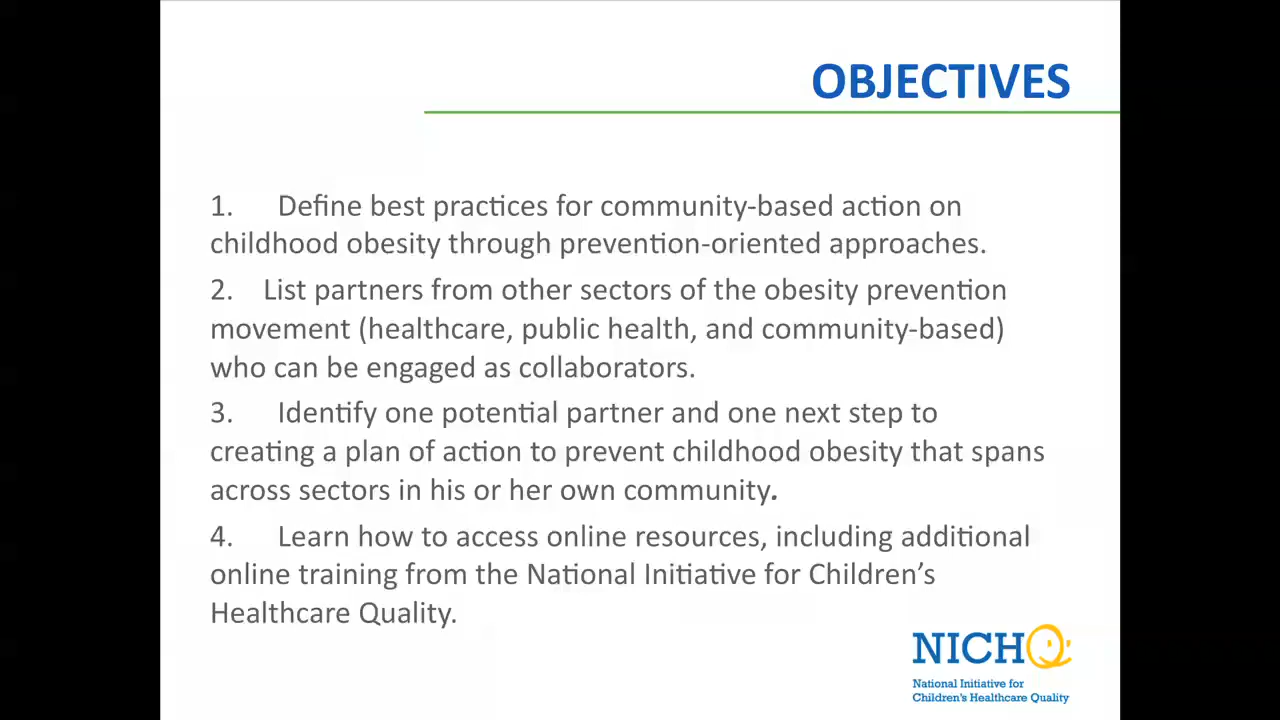 OBJECTIVES
1. Define best practices for community-based action on
childhood obesity through prevention-oriented approaches.
2. List partners from other sectors of the obesity prevention
movement (healthcare, public health, and community-based)
who can be engaged as collaborators.
3. Identify one potential partner and one next step to
creating a plan of action to prevent childhood obesity that spans
across sectors in his or her own community.
4. Learn how to access online resources, including additional
online training from the National Initiative for Children’s
Healthcare Quality.
NICHQ
National Initiative for
Children's Healthcare Quality